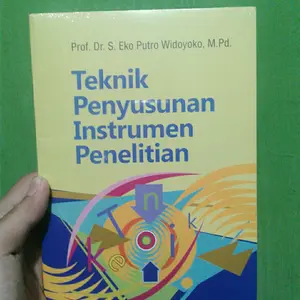 Prof. Dr. S. Eko Putro Widoyoko, M.Pd.
Teknik
Penyusunan
Instrumen
Penelitian
T n k
K e o i